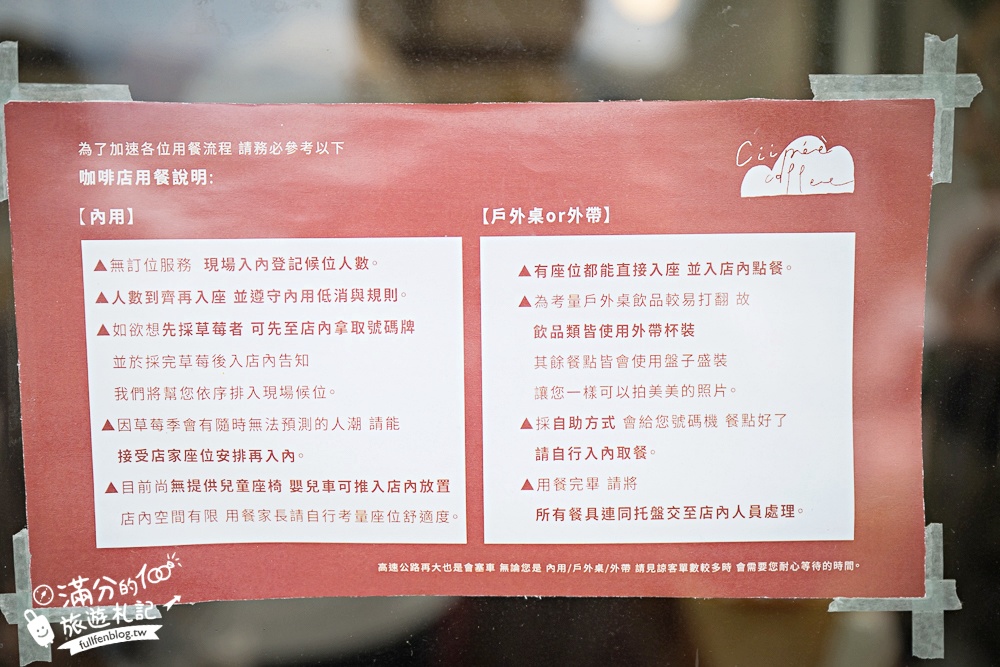 為了加速各位用餐流程 請務必參考以下
咖啡店用餐說明:
【內用】
▲無訂位服務 現場入內登記候位人數。
▲人數到齊再入座 並遵守內用低消與規則。
▲如欲想先採草莓者 可先至店內拿取號碼牌
並於採完草莓後入店內告知
我們將幫您依序排入現場候位。
▲因草莓季會有隨時無法預測的人潮 請能
接受店家座位安排再入內。
▲目前尚無提供兒童座椅 嬰兒車可推入店內放置
店內空間有限 用餐家長請自行考量座位舒適度。
【戶外桌or外帶】
▲有座位都能直接入座 並入店內點餐。
▲為考量戶外桌飲品較易打翻 故
飲品類皆使用外帶杯裝
其餘餐點皆會使用盤子盛裝
讓您一樣可以拍美美的照片。
▲採自助方式 會給您號碼機 餐點好了
請自行入內取餐。
▲用餐完畢 請將
所有餐具連同托盤交至店內人員處理。
高速公路再大也是會塞車 無論您是 內用/戶外桌/外帶 請見諒客單數較多時 會需要您耐心等待的時間。
滿分的
旅遊札記
fullfenblog.tw